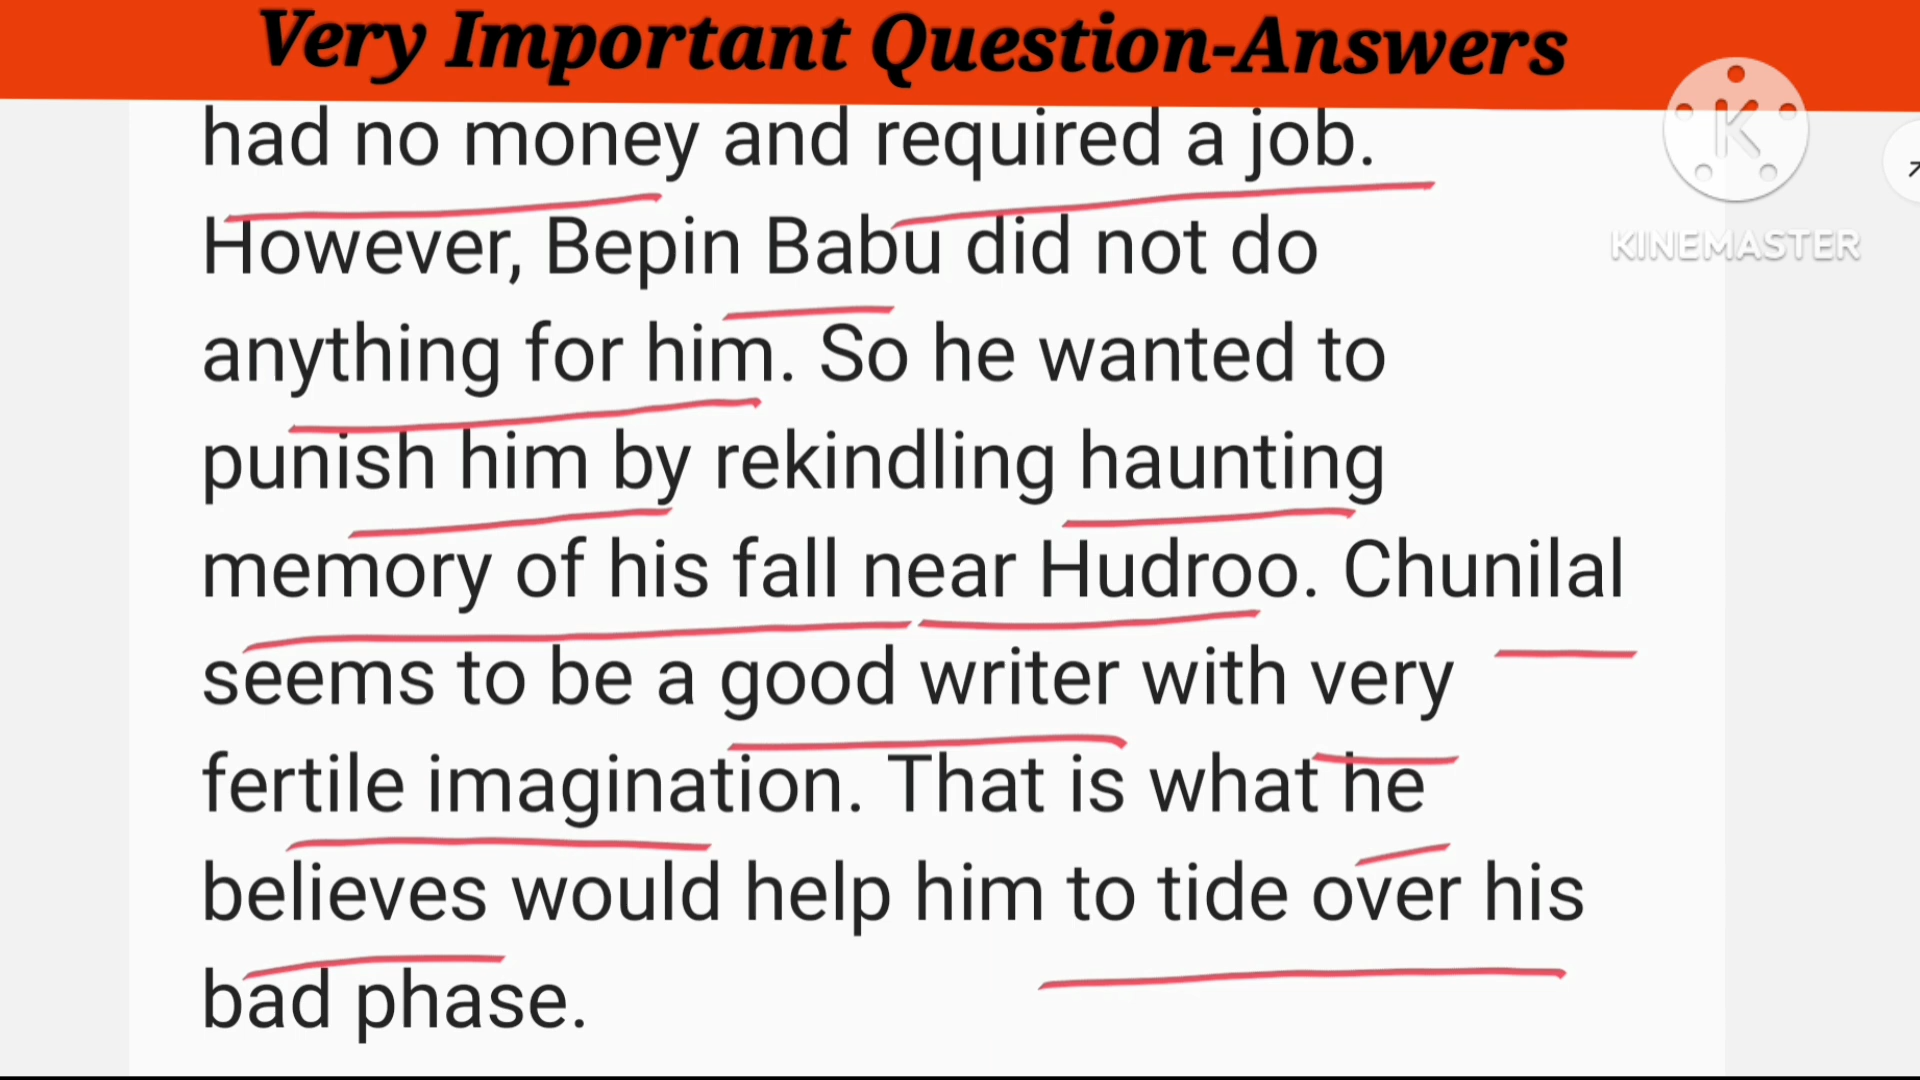 Very Important Question-Answers
had no money and required a job.
However, Bepin Babu did not do
anything for him. So he wanted to
punish him by rekindling haunting
memory of his fall near Hudroo. Chunilal
seems to be a good writer with very
fertile imagination. That is what he
believes would help him to tide over his
bad phase.
K
KINEMASTER